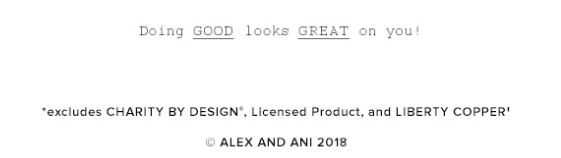 Doing GOOD looks GREAT on you!
*excludes CHARITY BY DESIGN®, Licensed Product, and LIBERTY COPPER'
© ALEX AND ANI 2018